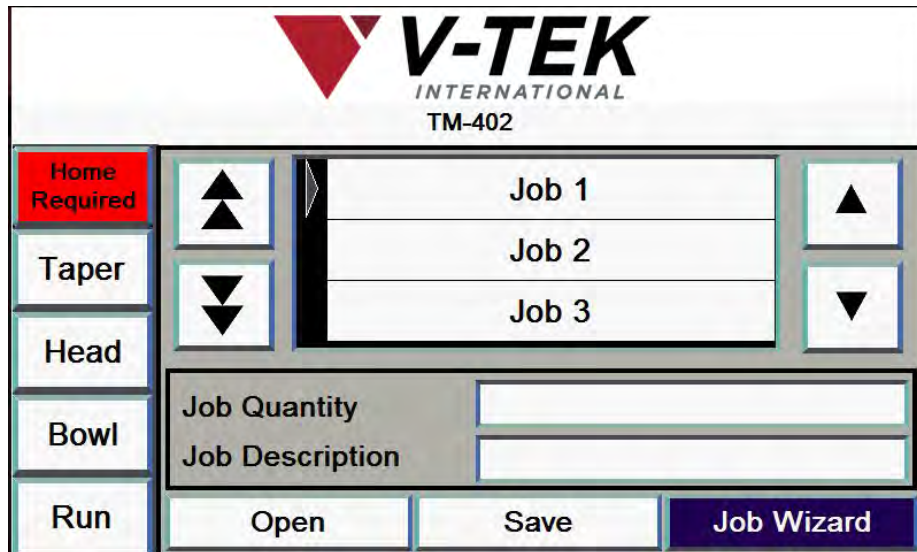 V-TEK
INTERNATIONAL
TM-402
Home
Required
Taper
Head
Bowl
Run
Job 1
Job 2
Job 3
Job Quantity
Job Description
Open
Save
Job Wizard